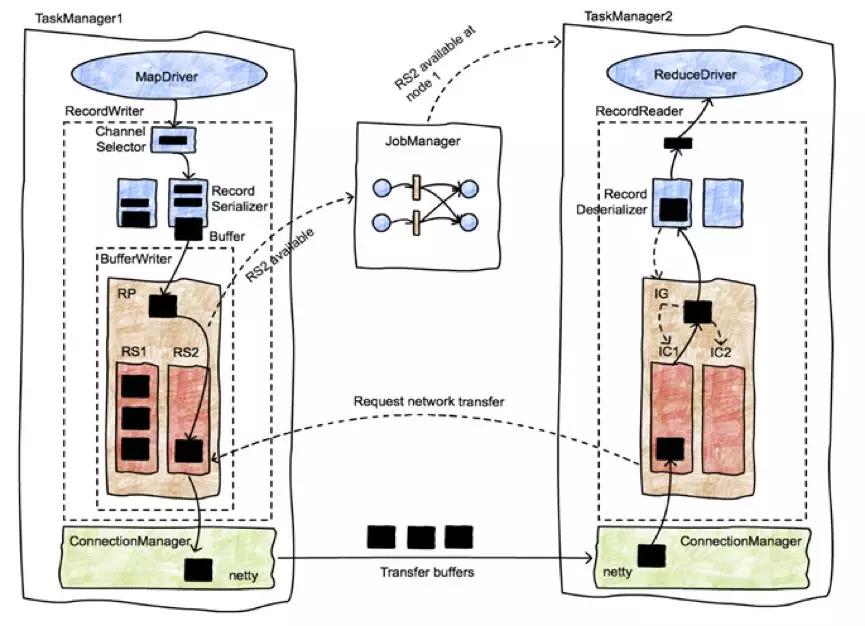 TaskManager1
MapDriver
RecordWriter
Channel
Selector
Record
Serializer
Buffer
BufferWriter
RP
RS1
RS2
ConnectionManager
netty
RS2 available
JobManager
RS2 available at
node 1
Request network transfer
Transfer buffers
TaskManager2
ReduceDriver
RecordReader
Record
Deserializer
IG
IC1
IC2
ConnectionManager
netty